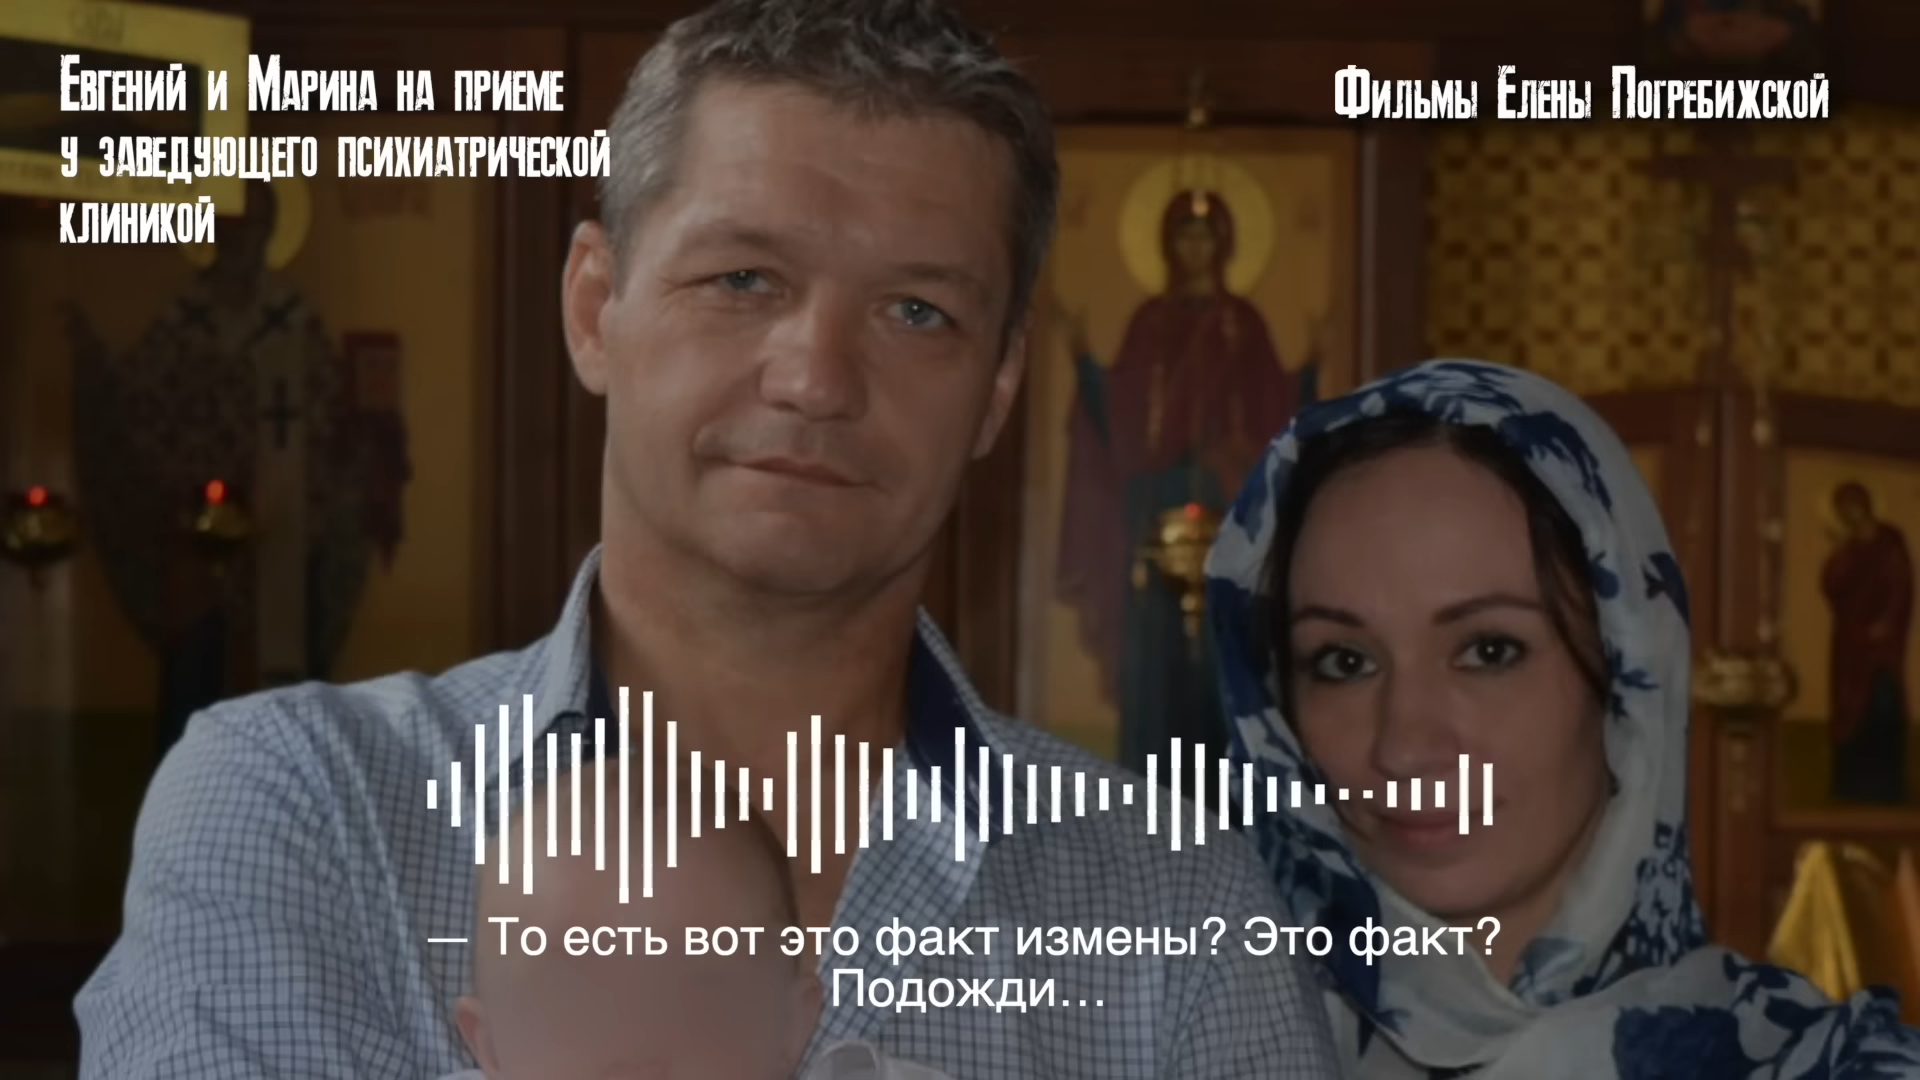 Евгений и Марина на приеме
у заведующего психиатрической
клиникой
Фильмы Елены Погребижской
— То есть вот это факт измены? Это факт?
Подожди...